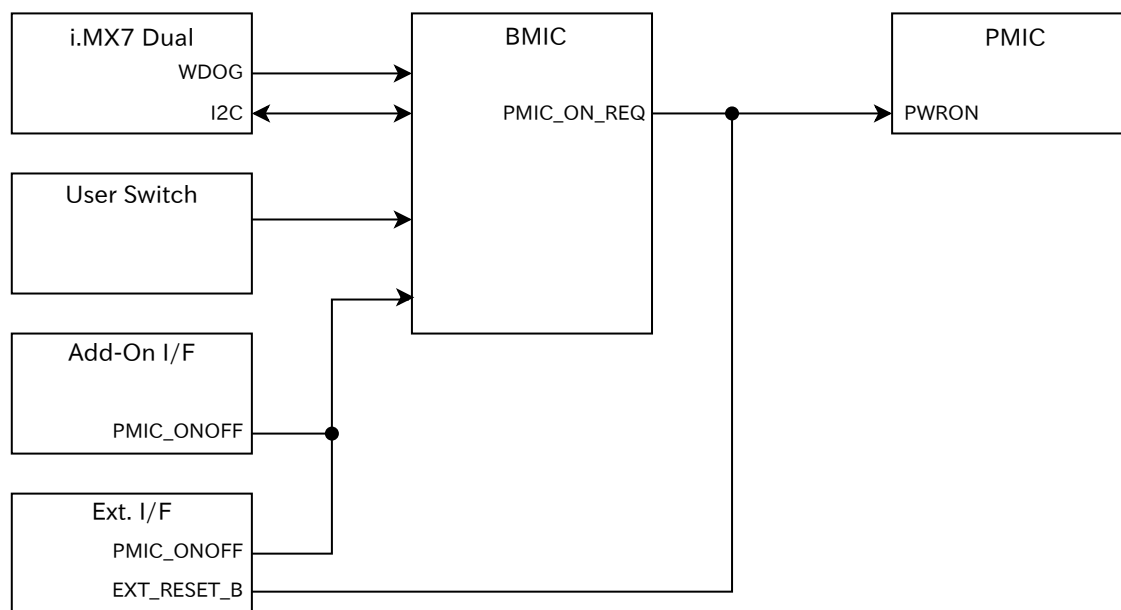 i.MX7 Dual
WDOG
I2C
BMIC
PMIC_ON_REQ
PMIC
PWRON
User Switch
Add-On I/F
PMIC_ONOFF
Ext. I/F
PMIC_ONOFF
EXT_RESET_B